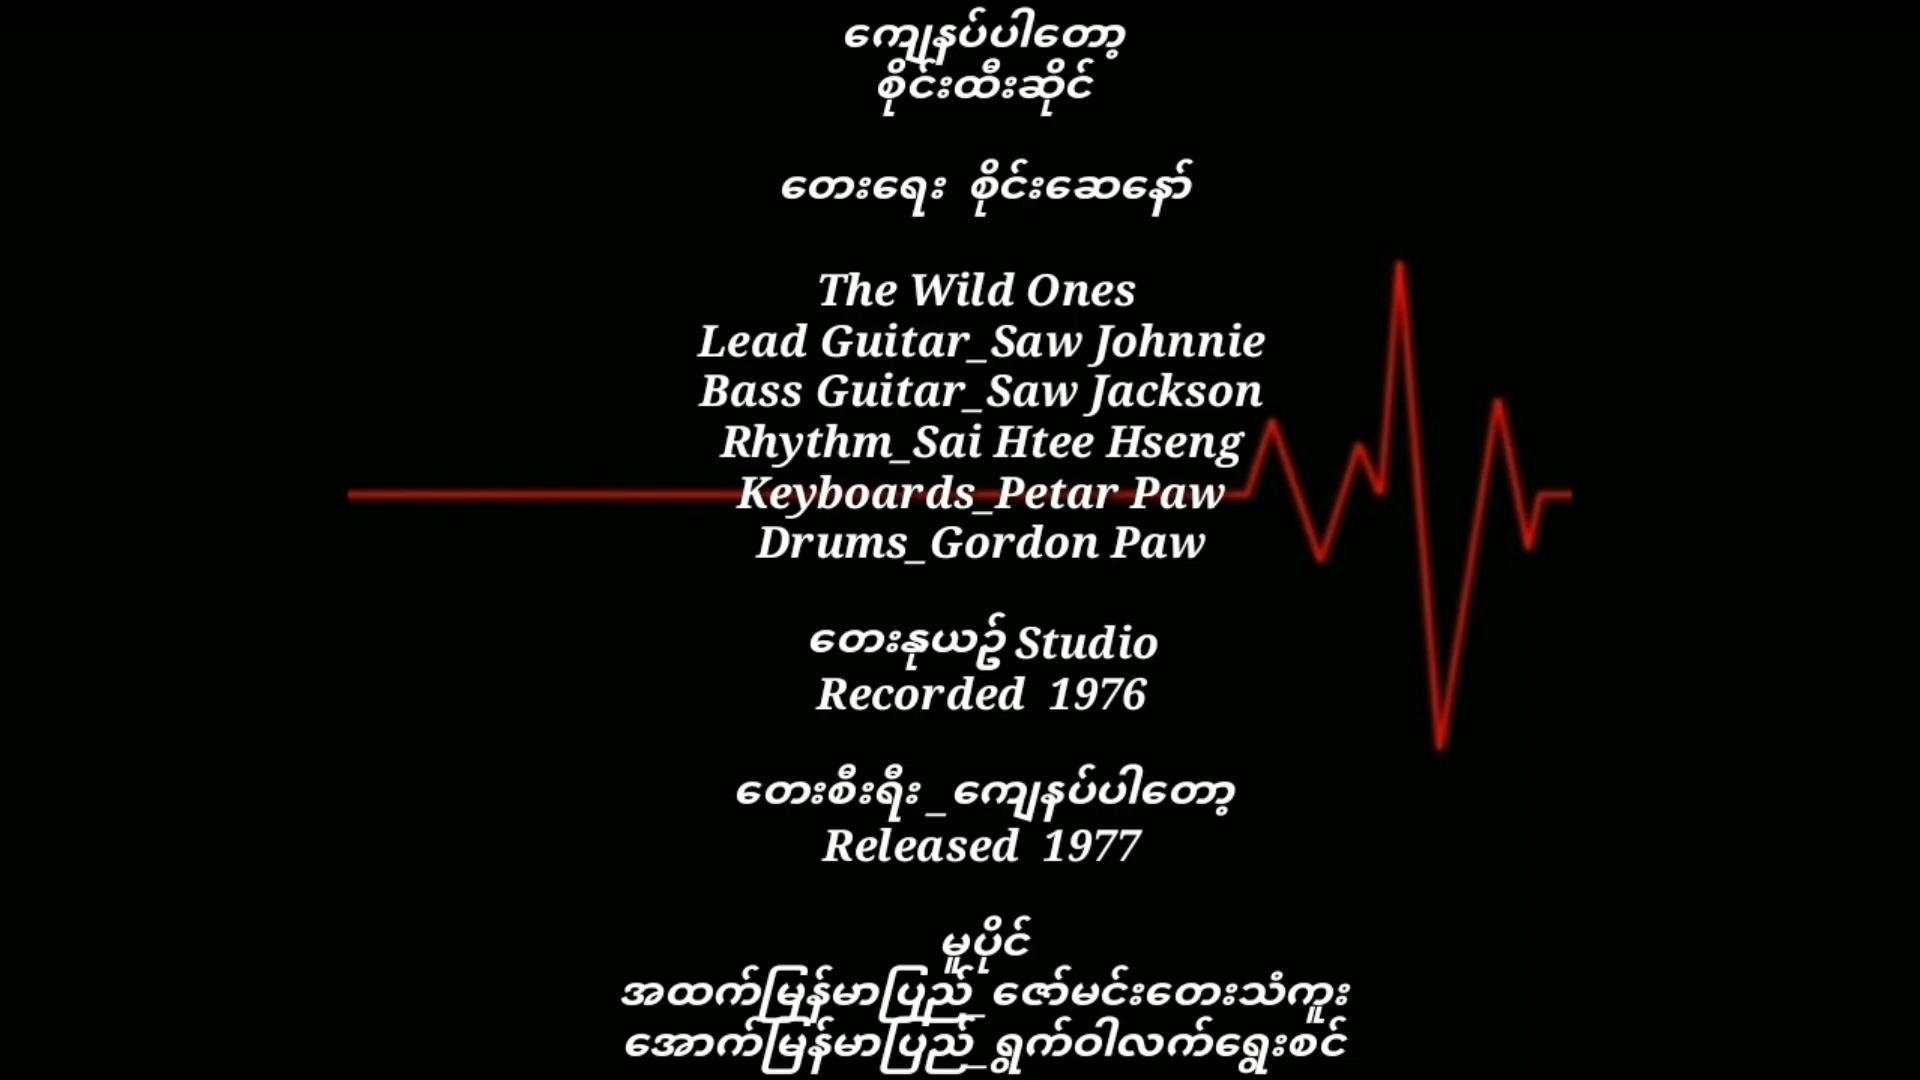 ကျေနပ်ပါတော့
စိုင်းထီးဆိုင်
တေးရေး စိုင်းဆေနော်
The Wild Ones
Lead Guitar_Saw Johnnie
Bass Guitar_Saw Jackson
Rhythm_Sai Htee Hseng
Keyboards_Petar Paw
Drums_Gordon Paw
တေးနုယဉ် Studio
Recorded 1976
တေးစီးရီး _ကျေနပ်ပါတော့
Released 1977
မူပိုင်
အထက်မြန်မာပြည်_ဇော်မင်းတေးသံကူး
အောက်မြန်မာပြည်_ရွက်ဝါလက်ရွေးစင်